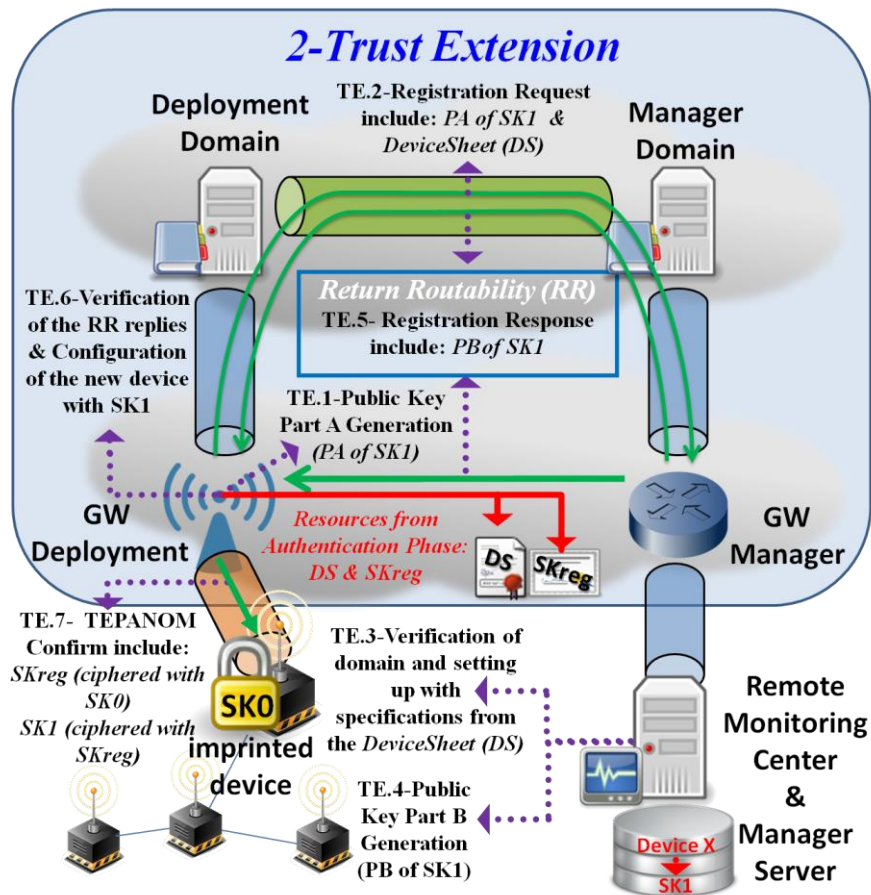 2-Trust Extension
Deployment
Domain
TE.2-Registration Request
include: PA of SK1 &
DeviceSheet (DS)
Manager
Domain
TE.6-Verification
of the RR replies
& Configuration
of the new device
with SK1
Return Routability (RR)
TE.5- Registration Response
include: PBof SK1
TE.1-Public Key
Part A Generation
(PA of SK1)
GW
Deployment
Resources from
Authentication Phase:
DS & SKreg
DS
SKreg
GW
Manager
TE.7- TEPANOM
Confirm include:
SKreg (ciphered with
SK0)
SK1 (ciphered with
SKreg)
SK0
imprinted
device
TE.3-Verification of
domain and setting
up with
specifications from
the DeviceSheet (DS)
TE.4-Public
Key Part B
Generation
(PB of SK1)
Remote
Monitoring
Center
&
Manager
Server
Device X
SK1